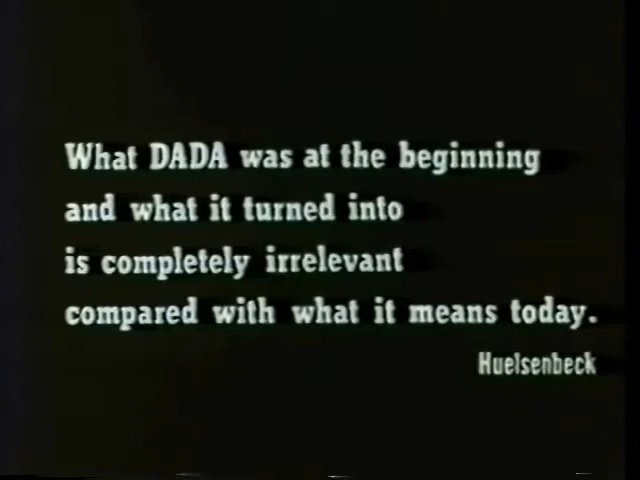 What DADA was at the beginning
and what it turned into
is completely irrelevant
compared with what it means today.
Huelsenbeck